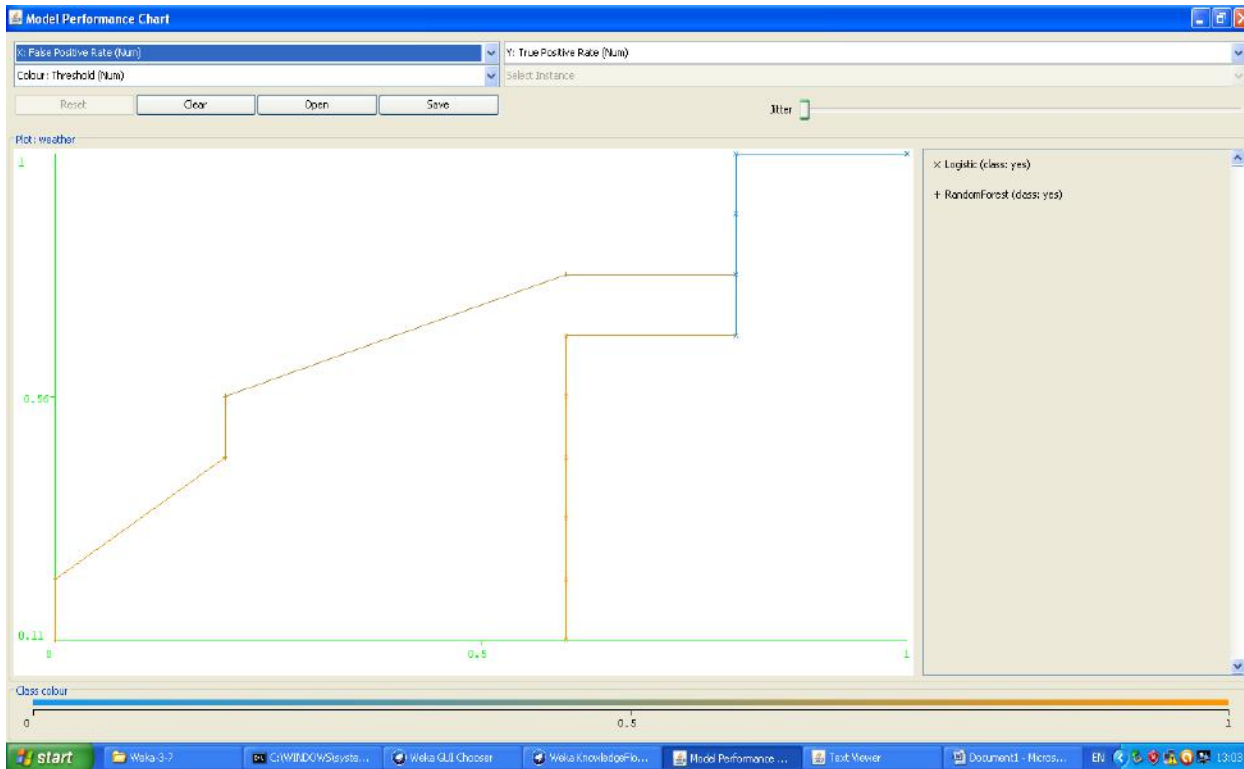 Model Performance Chart
X: False Positive Rate (Num)
Y: True Positive Rate (Num)
Colour: Threshold (Num)
Select Instance
Reset
Clear
Open
Save
Jitter
Plot: weather
1
0.56
0.11
0
0.5
1
× Logistic (class: yes)
+ RandomForest (class: yes)
Class colour
0
0.5
1
start
Weka-3-7
C:\WINDOWS\syste...
Weka GUI Chooser
Weka KnowledgeFlo...
Model Performance ...
Text Viewer
Document1 - Micros...
EN
13:03